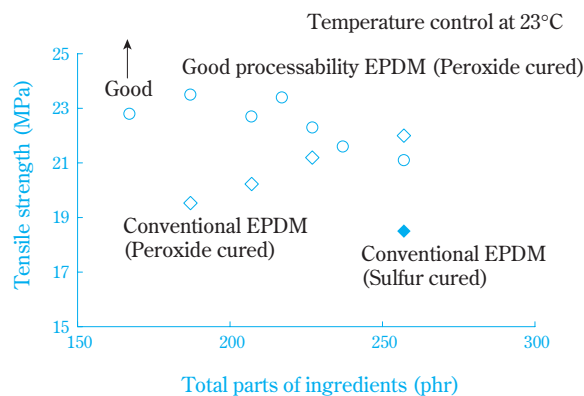 Temperature control at 23°C
25
Good processability EPDM (Peroxide cured)
Good
23
21
19
Conventional EPDM
(Peroxide cured)
Conventional EPDM
(Sulfur cured)
17
15
150
200
250
300
Tensile strength (MPa)
Total parts of ingredients (phr)